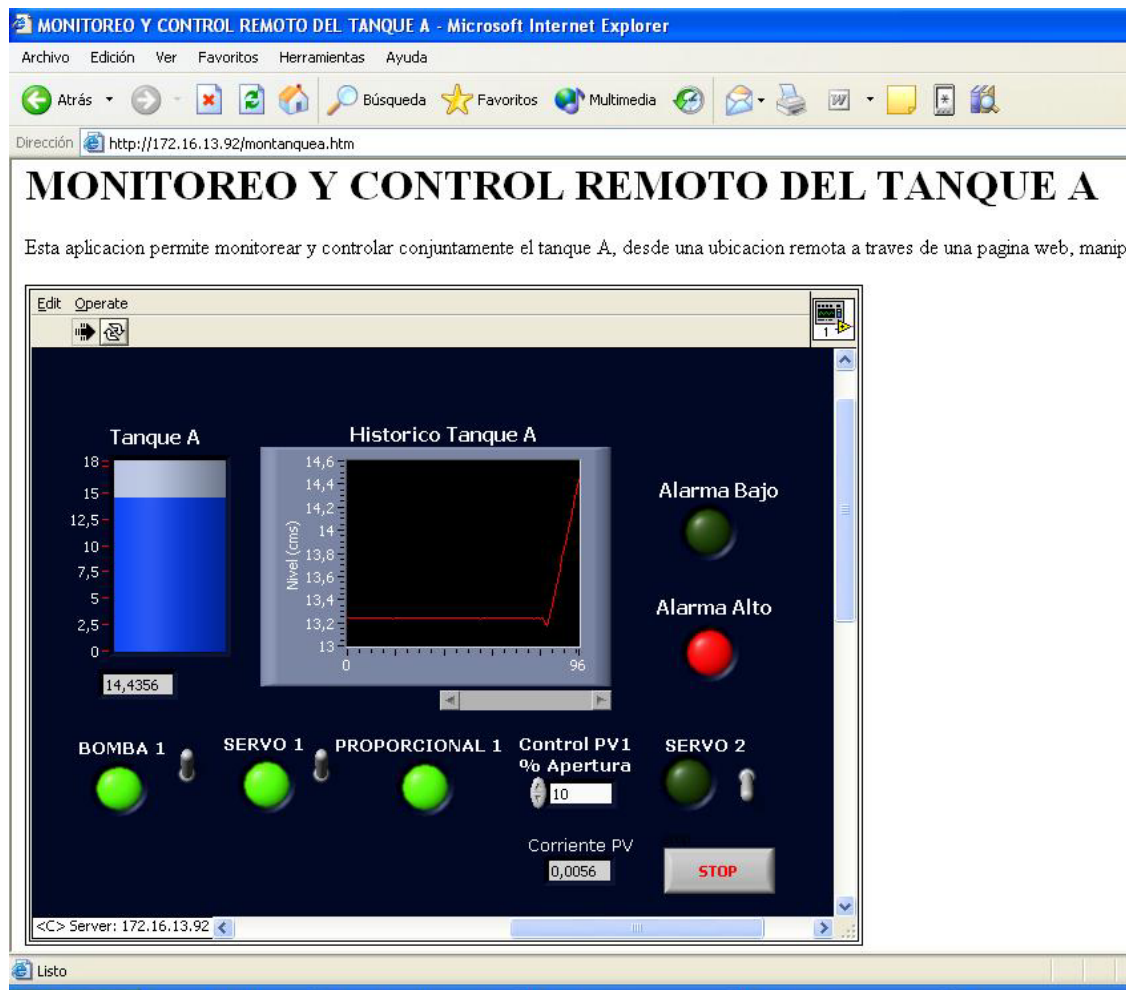 MONITOREO Y CONTROL REMOTO DEL TANQUE A - Microsoft Internet Explorer
Archivo Edición Ver Favoritos Herramientas Ayuda
Atrás Búsqueda Favoritos Multimedia
Dirección http://172.16.13.92/montanquea.htm
MONITOREO Y CONTROL REMOTO DEL TANQUE A
Esta aplicacion permite monitorear y controlar conjuntamente el tanque A, desde una ubicacion remota a traves de una pagina web, manip
Edit Operate
1
Tanque A
18
15
12,5
10
7,5
5
2,5
0
14,4356
Historico Tanque A
Nivel (cms)
14,6
14,4
14,2
14
13,8
13,6
13,4
13,2
13
0 96
Alarma Bajo
Alarma Alto
BOMBA 1
SERVO 1
PROPORCIONAL 1
Control PV1
% Apertura
10
SERVO 2
Corriente PV
0,0056
STOP
<C> Server: 172.16.13.92
Listo